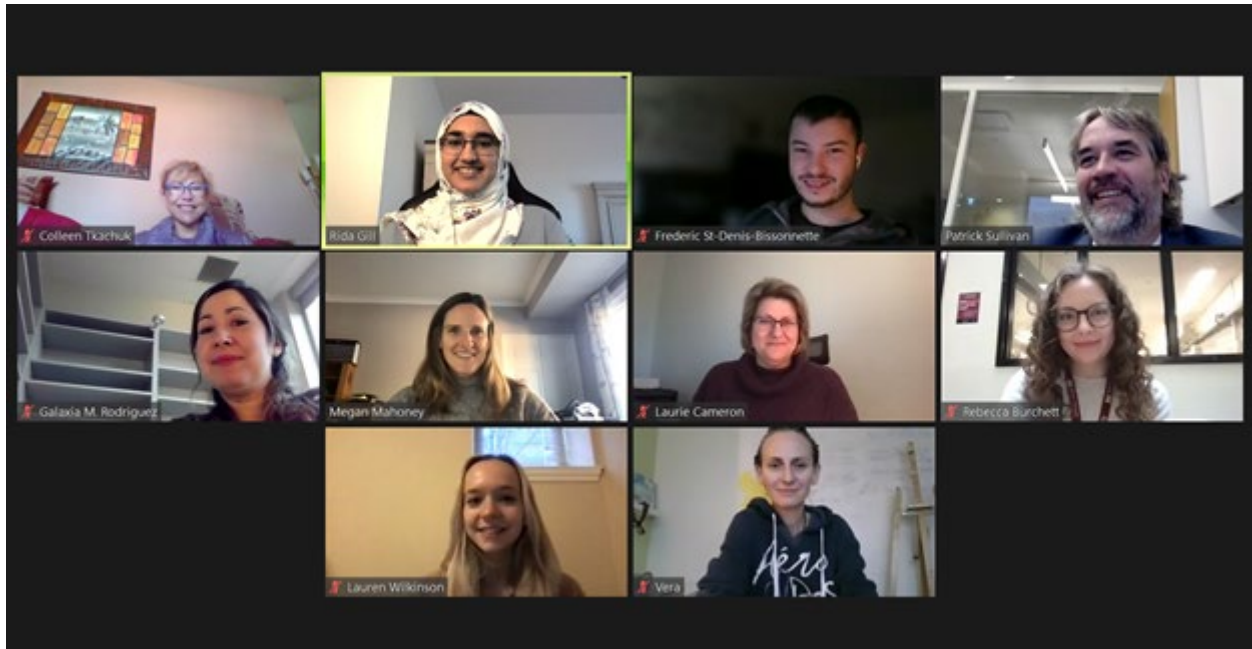 Colleen Tkachuk
Rida Gill
Frederic St-Denis-Bissonnette
Patrick Sullivan
Galaxia M. Rodriguez
Megan Mahoney
Laurie Cameron
Rebecca Burchett
Lauren Wilkinson
Vera
Aéro